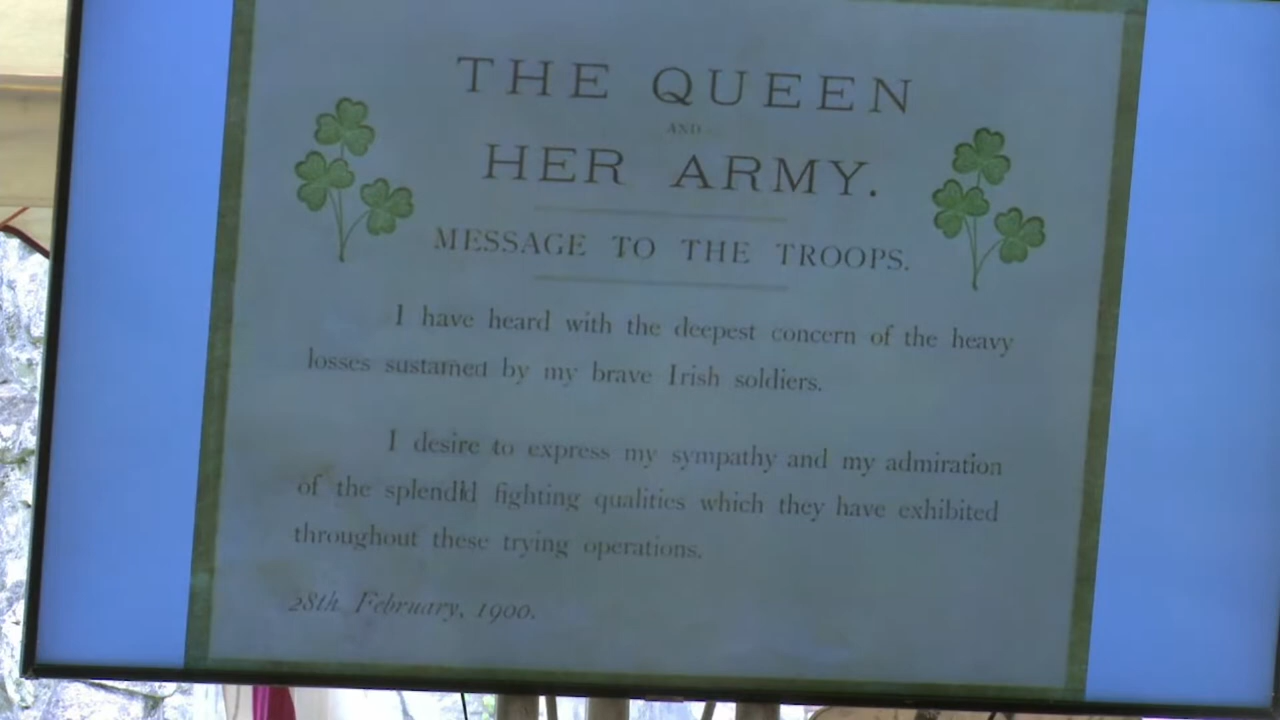 THE QUEEN
AND
HER ARMY.
MESSAGE TO THE TROOPS.
I have heard with the deepest concern of the heavy
losses sustained by my brave Irish soldiers.
I desire to express my sympathy and my admiration
of the splendid fighting qualities which they have exhibited
throughout these trying operations.
28th February, 1900.